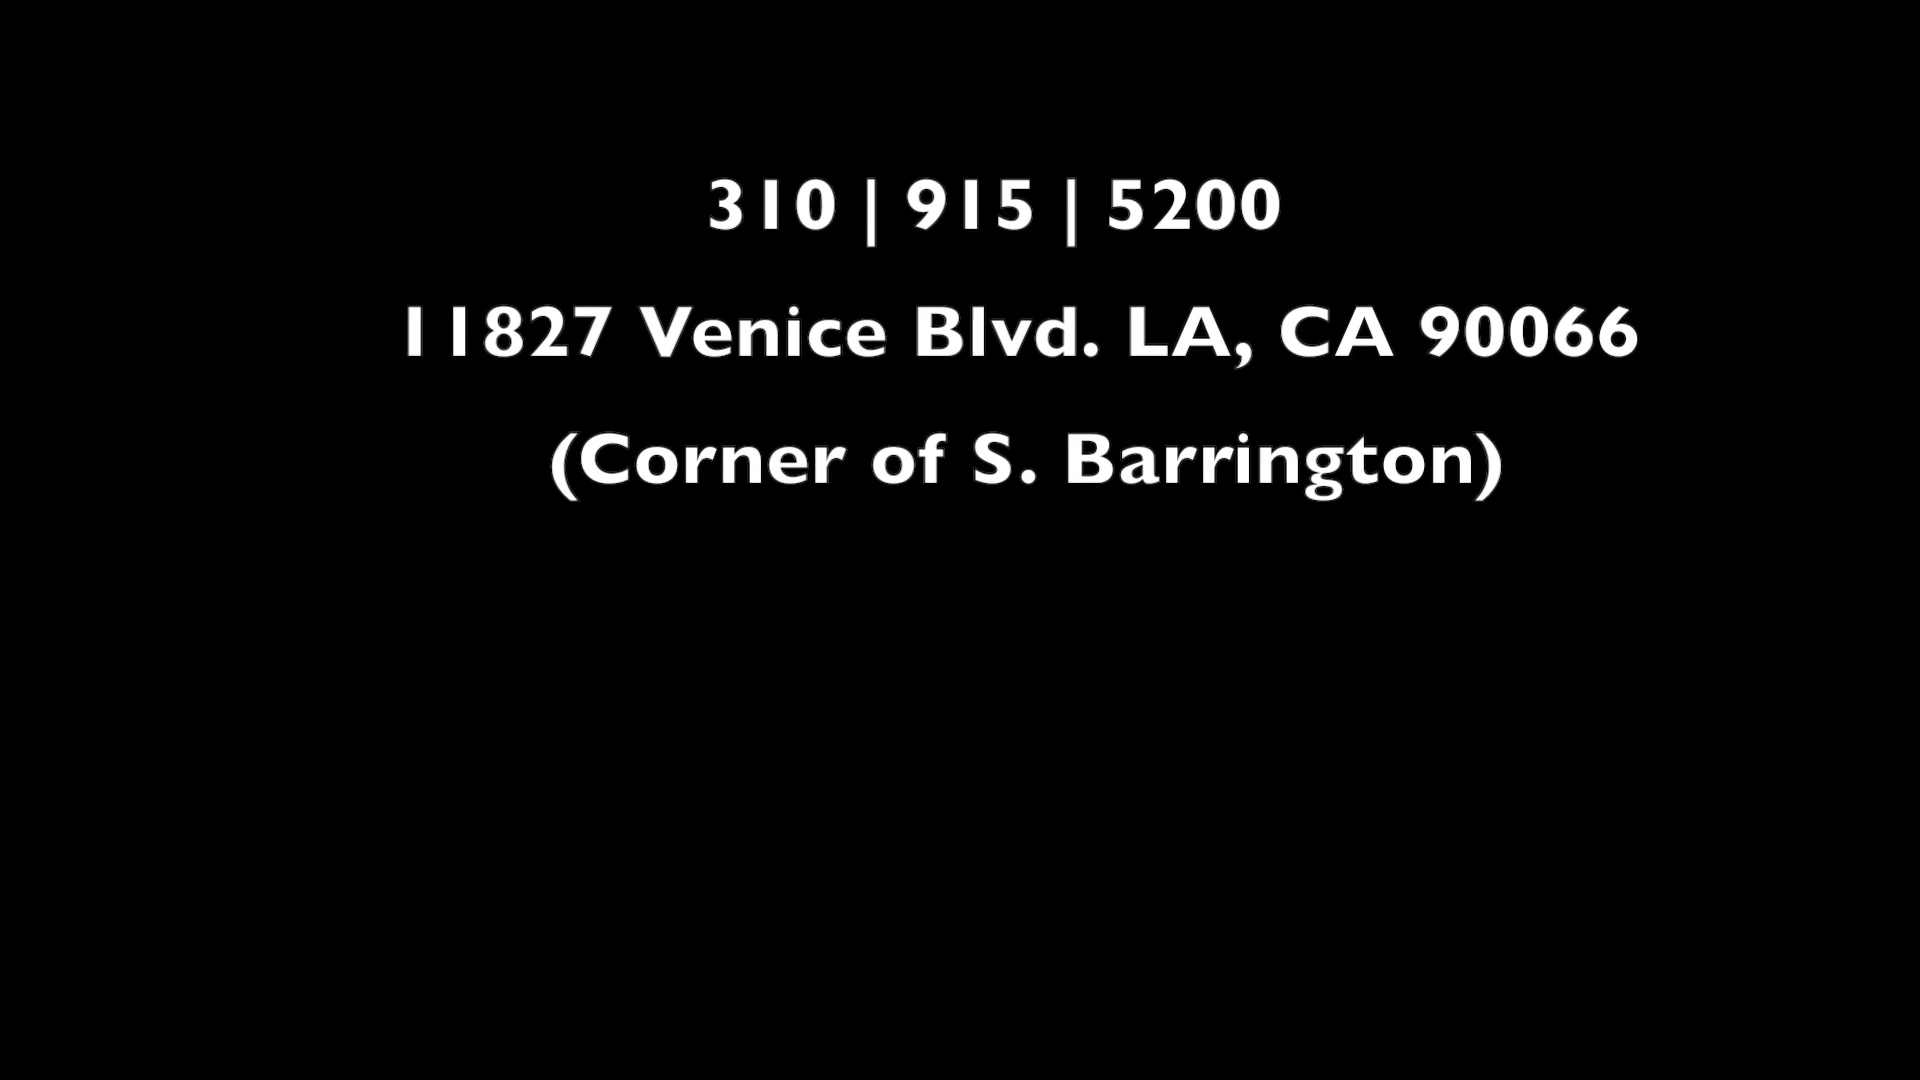 310 | 915 | 5200
11827 Venice Blvd. LA, CA 90066
(Corner of S. Barrington)